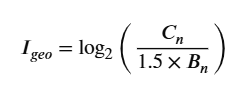 I_geo = log₂ ( C_n / (1.5 × B_n) )